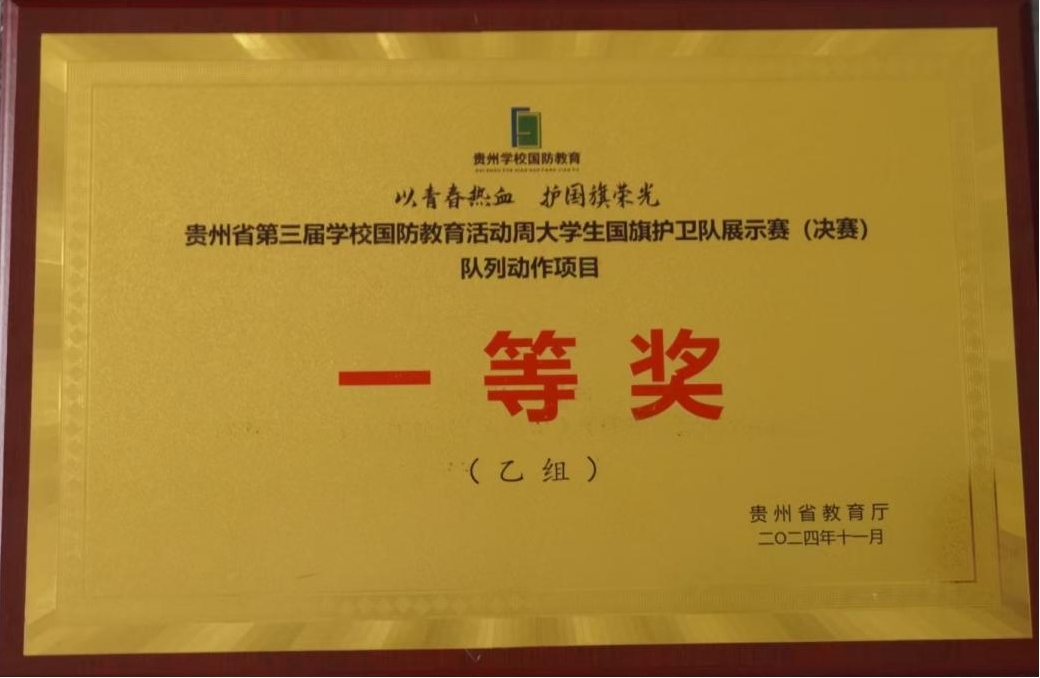 贵州学校国防教育
以青春热血 护国旗荣光
贵州省第三届学校国防教育活动周大学生国旗护卫队展示赛（决赛）
队列动作项目
一等奖
（乙组）
贵州省教育厅
二〇二四年十一月